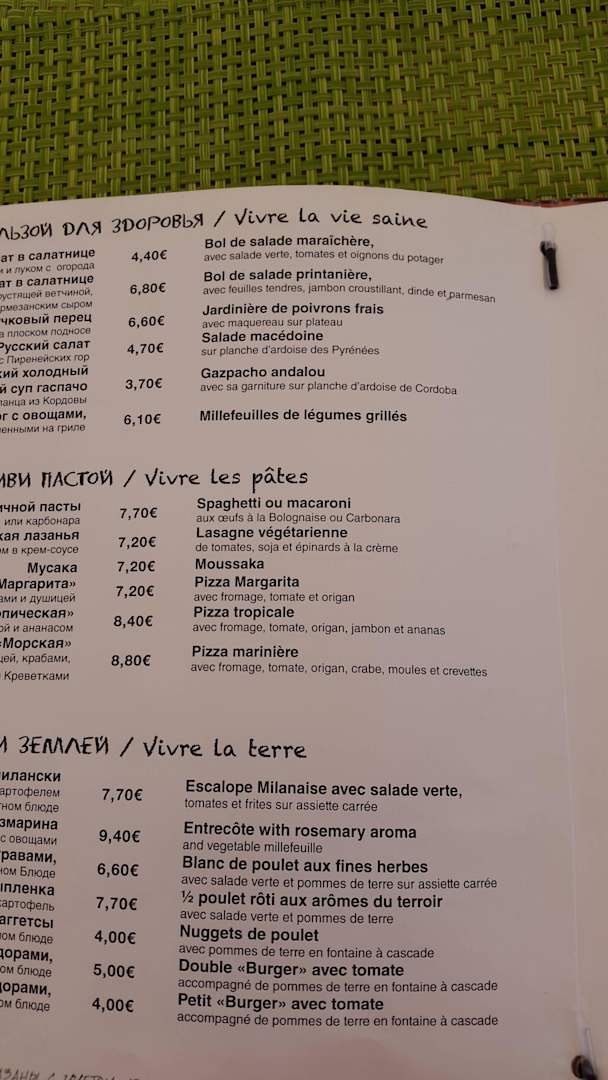 ЛЬЗОЙ ДЛЯ ЗДОРОВЬЯ / Vivre la vie saine
ат в салатнице 4,40€ Bol de salade maraîchère,
и и луком с огорода avec salade verte, tomates et oignons du potager
ат в салатнице 6,80€ Bol de salade printanière,
рустящей ветчиной, avec feuilles tendres, jambon croustillant, dinde et parmesan
рмезанским сыром
чковый перец 6,60€ Jardinière de poivrons frais
а плоском подносе avec maquereau sur plateau
Русский салат 4,70€ Salade macédoine
с Пиренейских гор sur planche d'ardoise des Pyrénées
кий холодный Gazpacho andalou
й суп гаспачо 3,70€ avec sa garniture sur planche d'ardoise de Cordoba
ланца из Кордовы
ог с овощами, 6,10€ Millefeuilles de légumes grillés
ченными на гриле
ИВИ ПАСТОЙ / Vivre les pâtes
ичной пасты 7,70€ Spaghetti ou macaroni
или карбонара aux œufs à la Bolognaise ou Carbonara
кая лазанья 7,20€ Lasagne végétarienne
ом в крем-соусе de tomates, soja et épinards à la crème
Мусака 7,20€ Moussaka
Маргарита» 7,20€ Pizza Margarita
ами и душицей avec fromage, tomate et origan
опическая» 8,40€ Pizza tropicale
ой и ананасом avec fromage, tomate, origan, jambon et ananas
«Морская» 8,80€ Pizza marinière
цей, крабами, avec fromage, tomate, origan, crabe, moules et crevettes
Креветками
И ЗЕМЛЕЙ / Vivre la terre
илански 7,70€ Escalope Milanaise avec salade verte,
артофелем tomates et frites sur assiette carrée
тном блюде
змарина 9,40€ Entrecôte with rosemary aroma
с овощами and vegetable millefeuille
равами, 6,60€ Blanc de poulet aux fines herbes
ном Блюде avec salade verte et pommes de terre sur assiette carrée
ыпленка 7,70€ ½ poulet rôti aux arômes du terroir
картофель avec salade verte et pommes de terre
аггетсы 4,00€ Nuggets de poulet
ном блюде avec pommes de terre en fontaine à cascade
дорами, 5,00€ Double «Burger» avec tomate
ом блюде accompagné de pommes de terre en fontaine à cascade
дорами, 4,00€ Petit «Burger» avec tomate
ом блюде accompagné de pommes de terre en fontaine à cascade